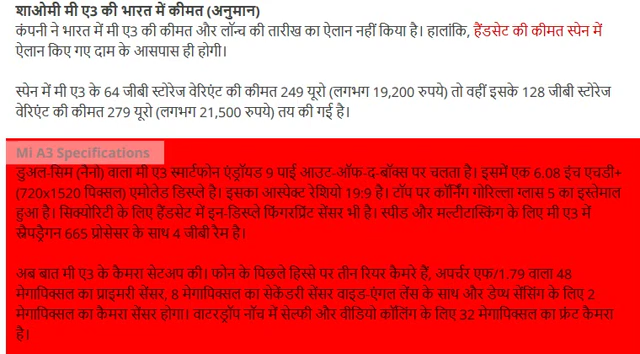 शाओमी मी ए3 की भारत में कीमत (अनुमान)
कंपनी ने भारत में मी ए3 की कीमत और लॉन्च की तारीख का ऐलान नहीं किया है। हालांकि, हैंडसेट की कीमत स्पेन में
ऐलान किए गए दाम के आसपास ही होगी।
स्पेन में मी ए3 के 64 जीबी स्टोरेज वेरिएंट की कीमत 249 यूरो (लगभग 19,200 रुपये) तो वहीं इसके 128 जीबी स्टोरेज
वेरिएंट की कीमत 279 यूरो (लगभग 21,500 रुपये) तय की गई है।
Mi A3 Specifications
डुअल-सिम (नैनो) वाला मी ए3 स्मार्टफोन एंड्रॉयड 9 पाई आउट-ऑफ-द-बॉक्स पर चलता है। इसमें एक 6.08 इंच एचडी+
(720x1520 पिक्सल) एमोलेड डिस्प्ले है। इसका आस्पेक्ट रेशियो 19:9 है। टॉप पर कॉर्निंग गोरिल्ला ग्लास 5 का इस्तेमाल
हुआ है। सिक्योरिटी के लिए हैंडसेट में इन-डिस्प्ले फिंगरप्रिंट सेंसर भी है। स्पीड और मल्टीटास्किंग के लिए मी ए3 में
स्नैपड्रैगन 665 प्रोसेसर के साथ 4 जीबी रैम है।
अब बात मी ए3 के कैमरा सेटअप की। फोन के पिछले हिस्से पर तीन रियर कैमरे हैं, अपर्चर एफ/1.79 वाला 48
मेगापिक्सल का प्राइमरी सेंसर, 8 मेगापिक्सल का सेकेंडरी सेंसर वाइड-एंगल लेंस के साथ और डेप्थ सेंसिंग के लिए 2
मेगापिक्सल का कैमरा सेंसर होगा। वाटरड्रॉप नॉच में सेल्फी और वीडियो कॉलिंग के लिए 32 मेगापिक्सल का फ्रंट कैमरा
है।